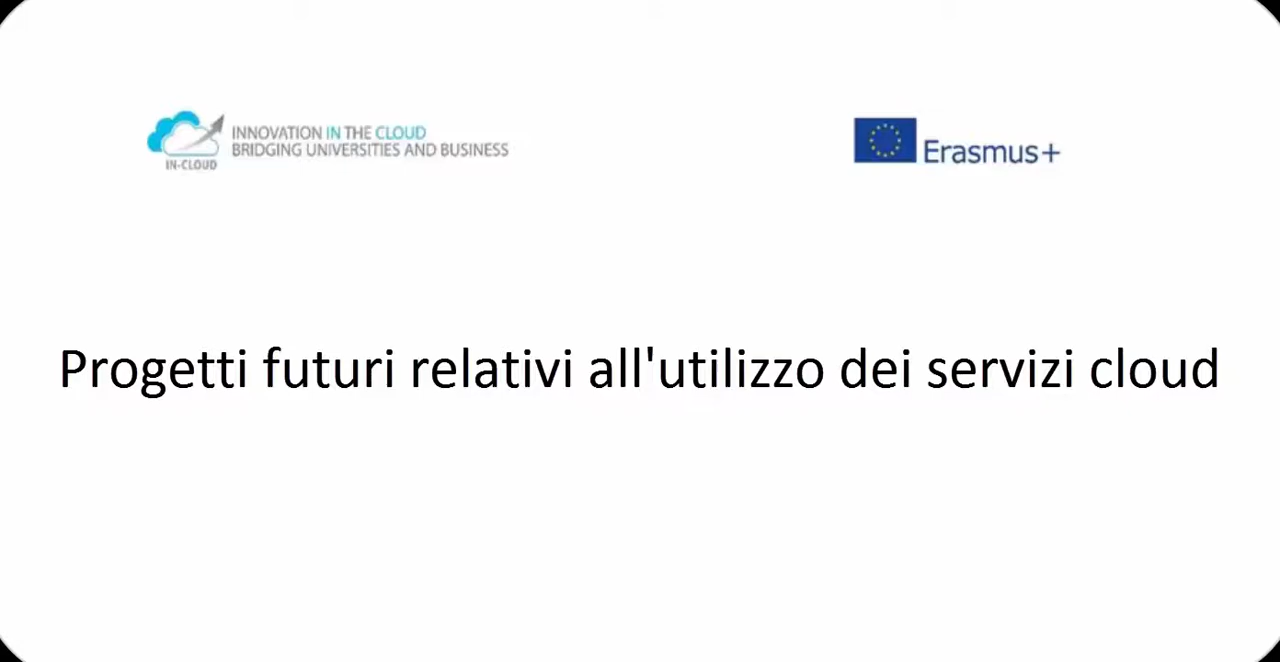 INNOVATION IN THE CLOUD
BRIDGING UNIVERSITIES AND BUSINESS
IN-CLOUD
Erasmus+
Progetti futuri relativi all'utilizzo dei servizi cloud